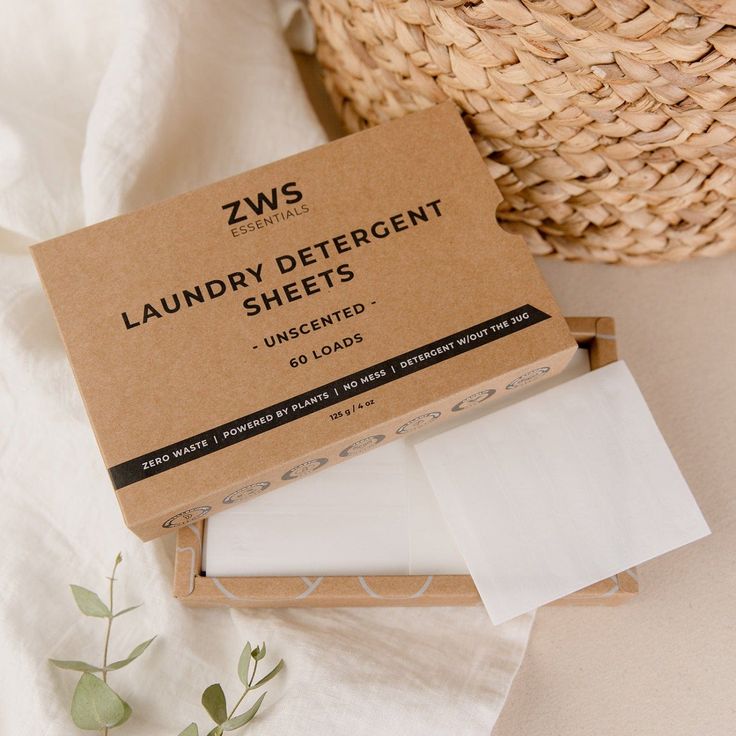 ZWS
ESSENTIALS
LAUNDRY DETERGENT
SHEETS
- UNSCENTED -
60 LOADS
ZERO WASTE | POWERED BY PLANTS | NO MESS | DETERGENT W/OUT THE JUG
125 g / 4 oz